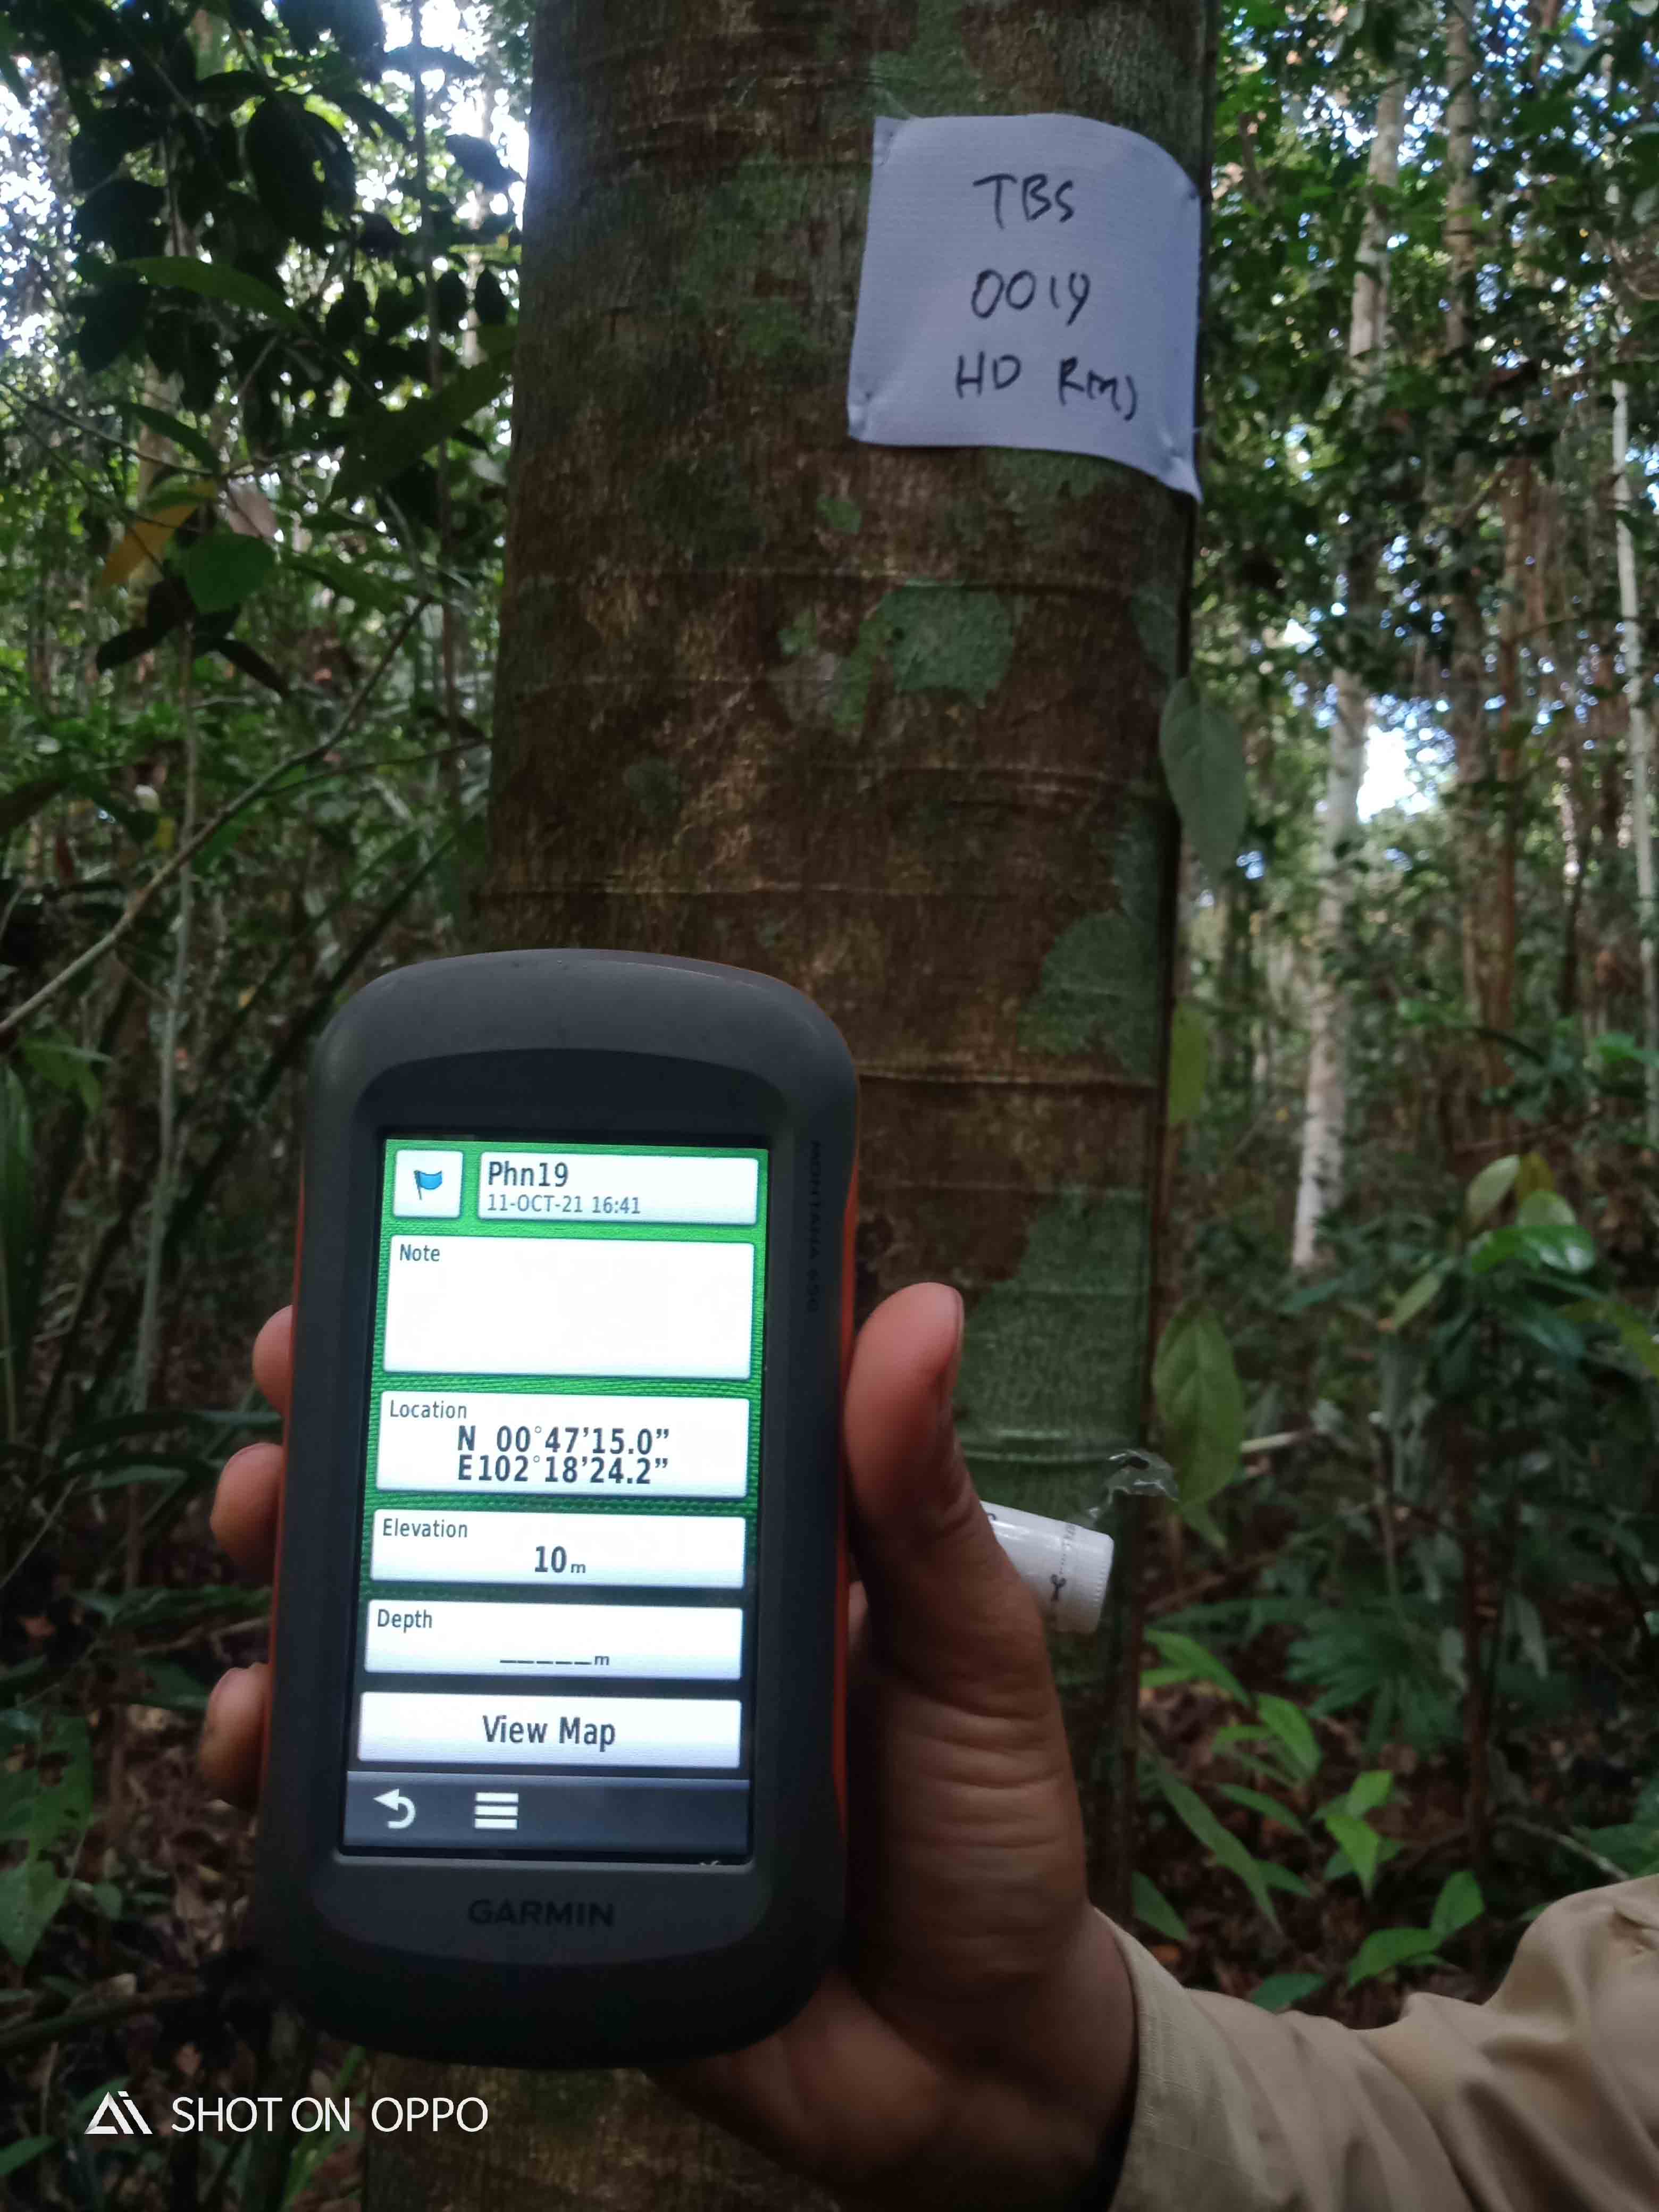 TBS
0019
HD RMJ
Phn19
11-OCT-21 16:41
Note
Location
N 00°47'15.0"
E102°18'24.2"
Elevation
10m
Depth
_____m
View Map
GARMIN
MONTANA 650
SHOT ON OPPO